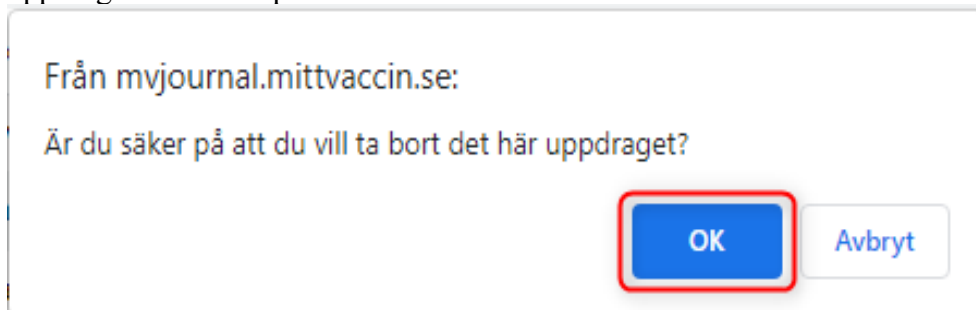 Från mvjournal.mittvaccin.se:
Är du säker på att du vill ta bort det här uppdraget?
OK
Avbryt